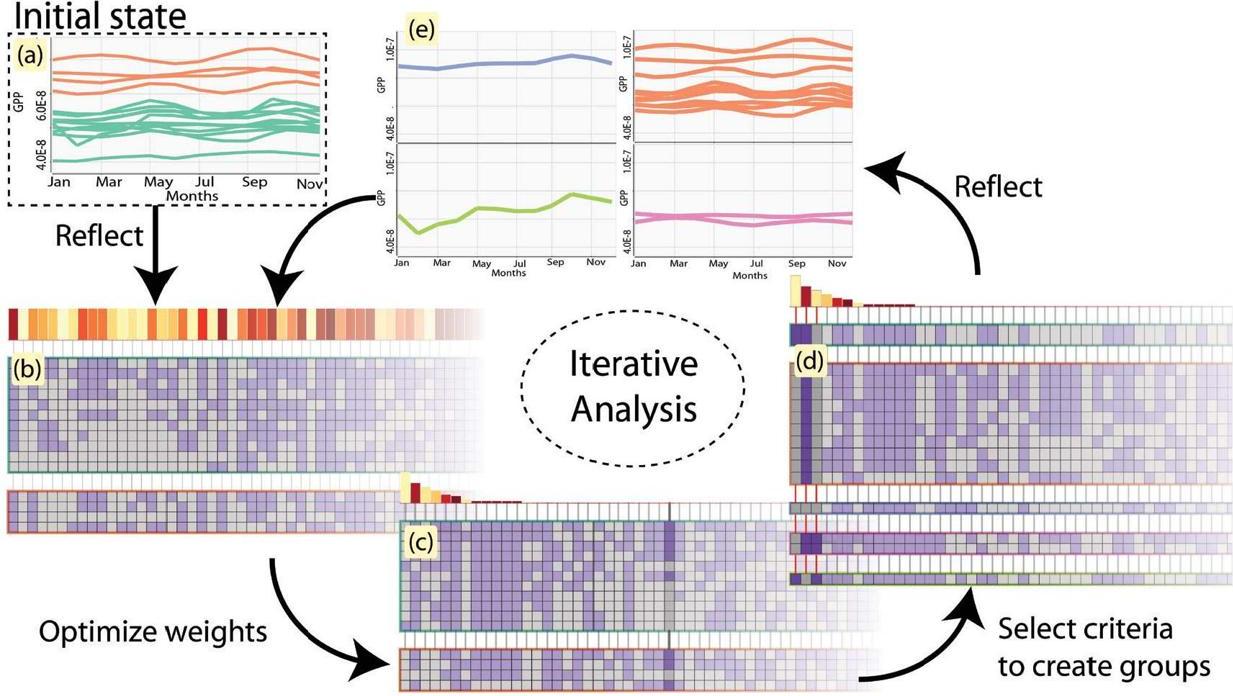 Initial state
(a)
GPP
6.0E-8
4.0E-8
Jan Mar May Jul Sep Nov
Months
(e)
GPP
1.0E-7
4.0E-8
GPP
1.0E-7
4.0E-8
GPP
1.0E-7
4.0E-8
GPP
1.0E-7
4.0E-8
Jan Mar May Jul Sep Nov
Months
Jan Mar May Jul Sep Nov
Months
Reflect
Reflect
(b)
Iterative
Analysis
(d)
(c)
Optimize weights
Select criteria
to create groups